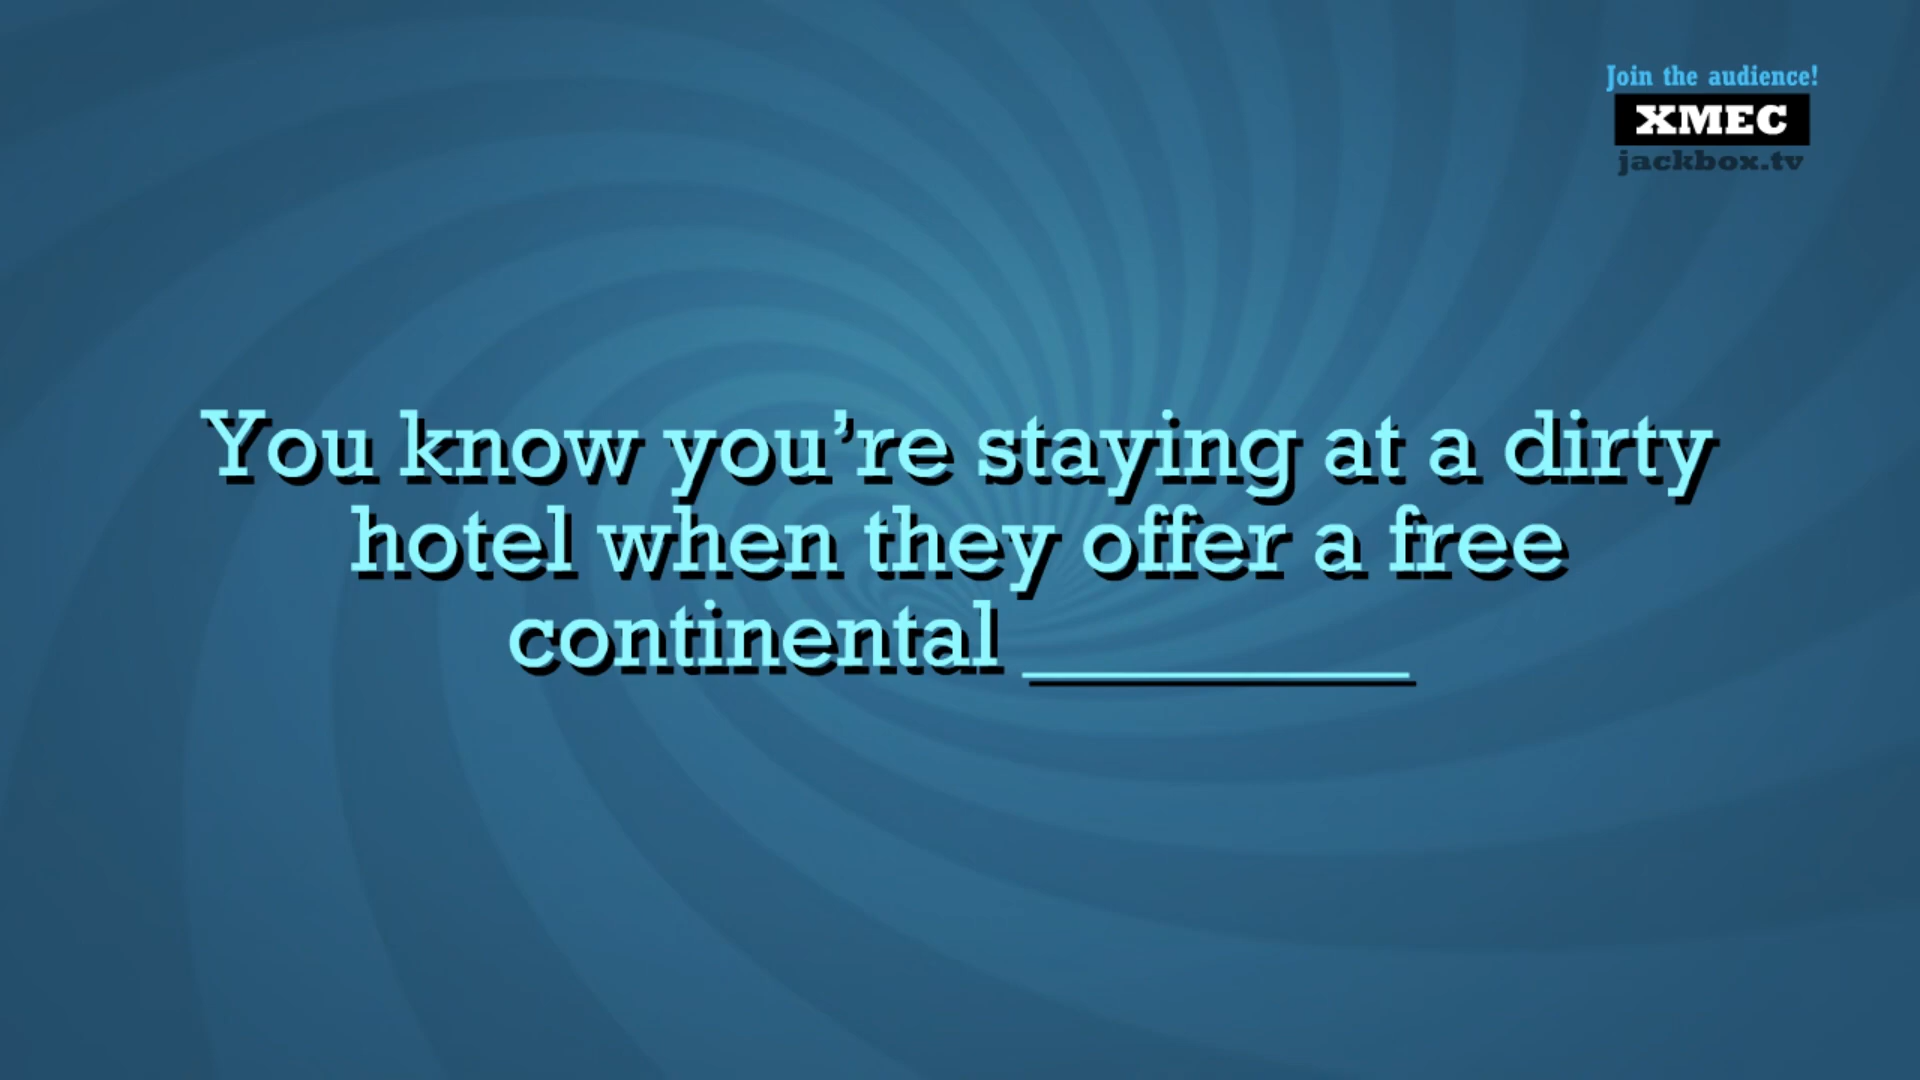 Join the audience!
XMEC
jackbox.tv
You know you’re staying at a dirty
hotel when they offer a free
continental ________